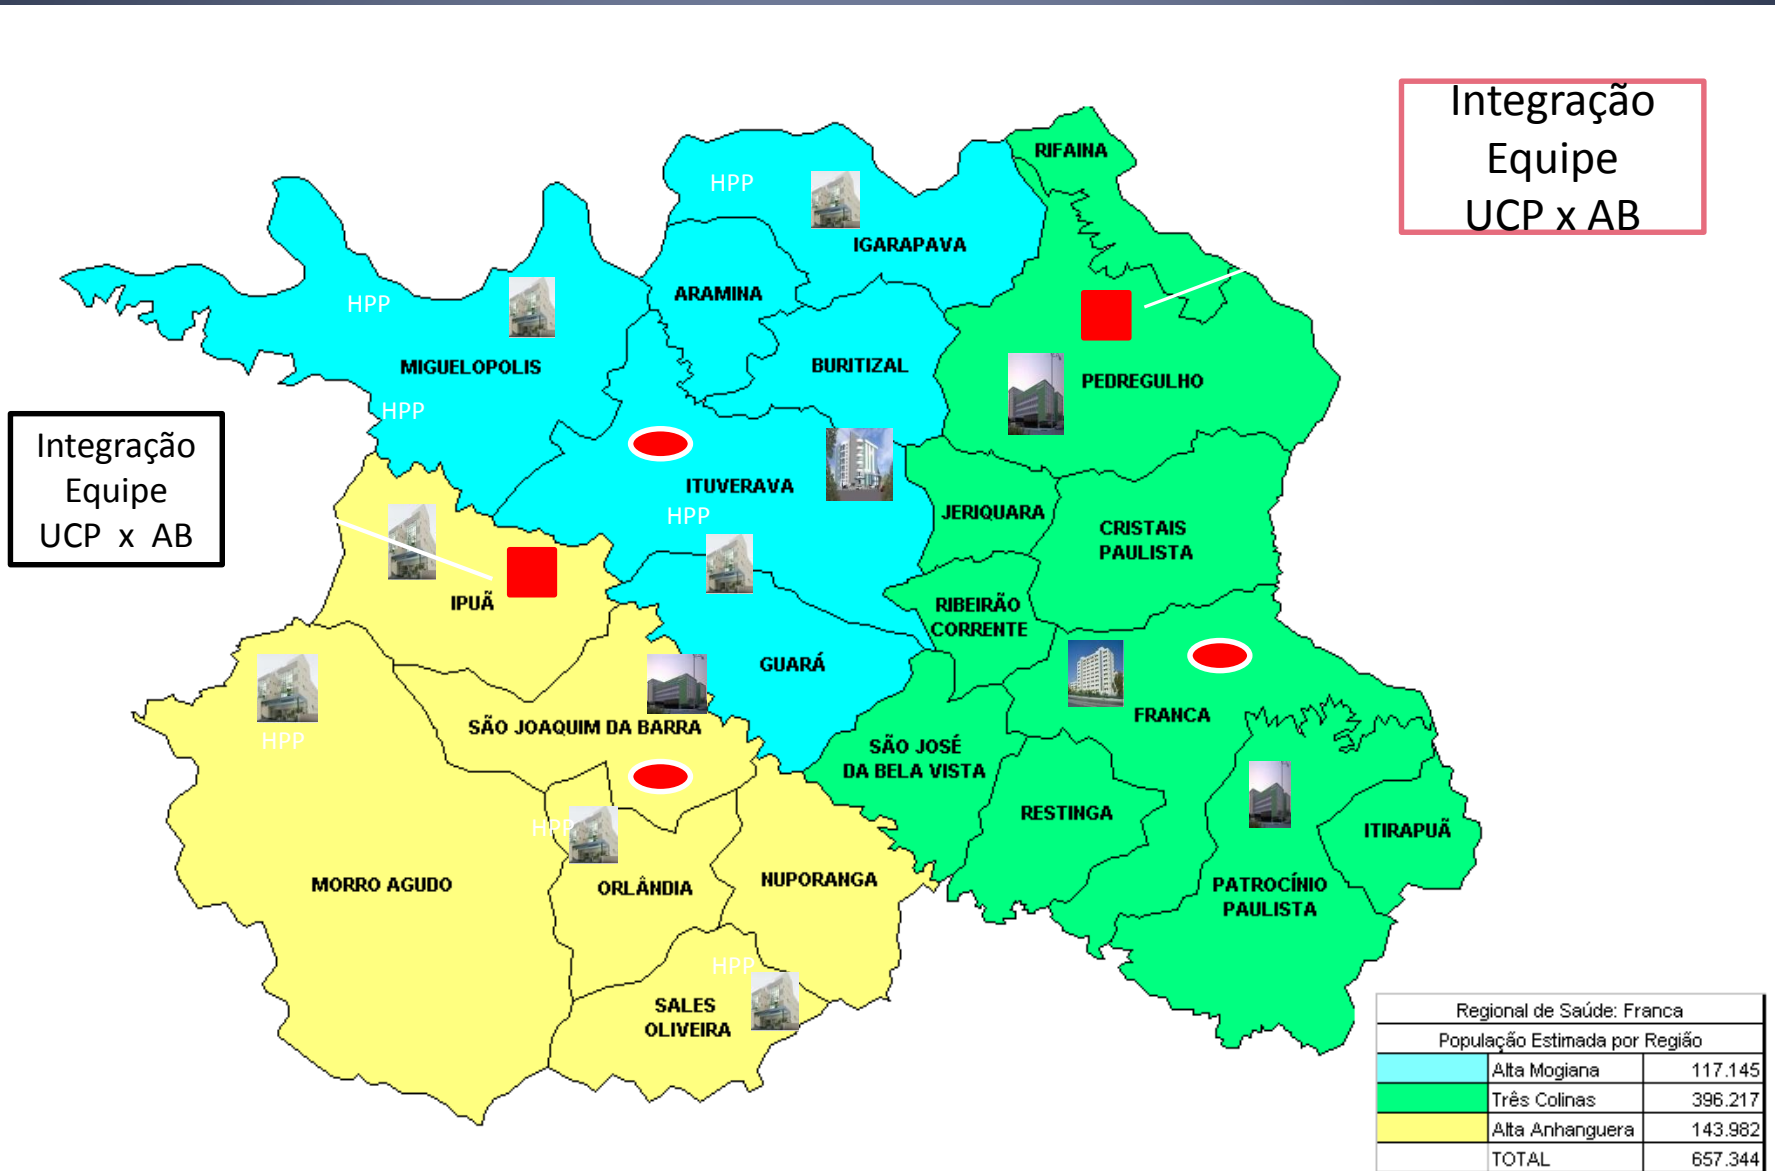 Integração
Equipe
UCP x AB
RIFAINA
HPP
IGARAPAVA
ARAMINA
HPP
MIGUELOPOLIS
BURITIZAL
PEDREGULHO
HPP
Integração
Equipe
UCP x AB
ITUVERAVA
HPP
JERIQUARA
CRISTAIS
PAULISTA
IPUÃ
RIBEIRÃO
CORRENTE
GUARÁ
FRANCA
HPP
SÃO JOAQUIM DA BARRA
SÃO JOSÉ
DA BELA VISTA
RESTINGA
ITIRAPUÃ
HPP
MORRO AGUDO
ORLÂNDIA
NUPORANGA
PATROCÍNIO
PAULISTA
HPP
SALES
OLIVEIRA
Regional de Saúde: Franca
População Estimada por Região
Alta Mogiana 117.145
Três Colinas 396.217
Alta Anhanguera 143.982
TOTAL 657.344